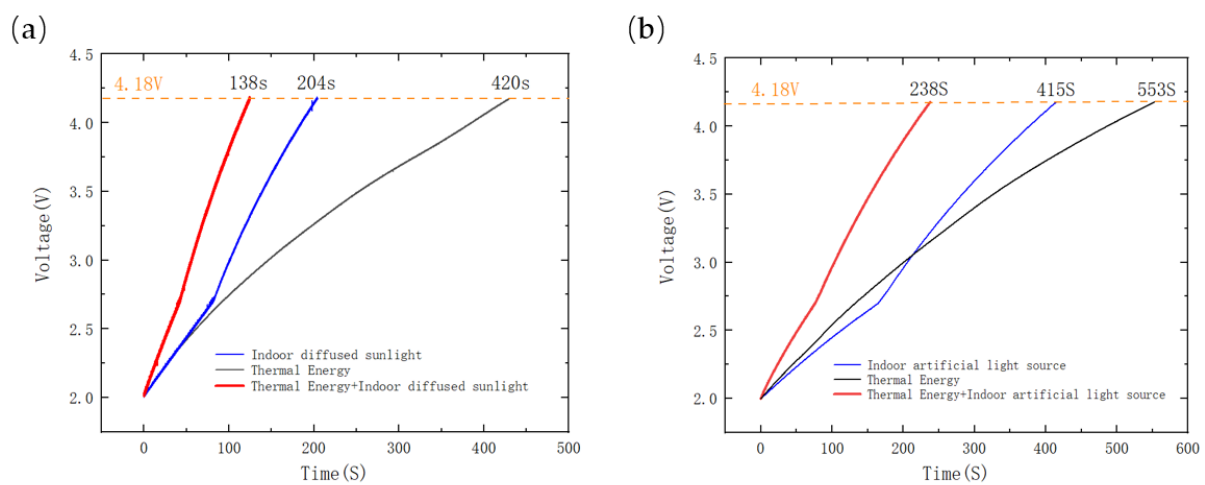 (a)
4.5
4.0
3.5
3.0
2.5
2.0
Voltage(V)
4.18V
138s
204s
420s
Indoor diffused sunlight
Thermal Energy
Thermal Energy+Indoor diffused sunlight
0
100
200
300
400
500
Time(S)
(b)
4.5
4.0
3.5
3.0
2.5
2.0
Voltage(V)
4.18V
238S
415S
553S
Indoor artificial light source
Thermal Energy
Thermal Energy+Indoor artificial light source
0
100
200
300
400
500
600
Time(S)